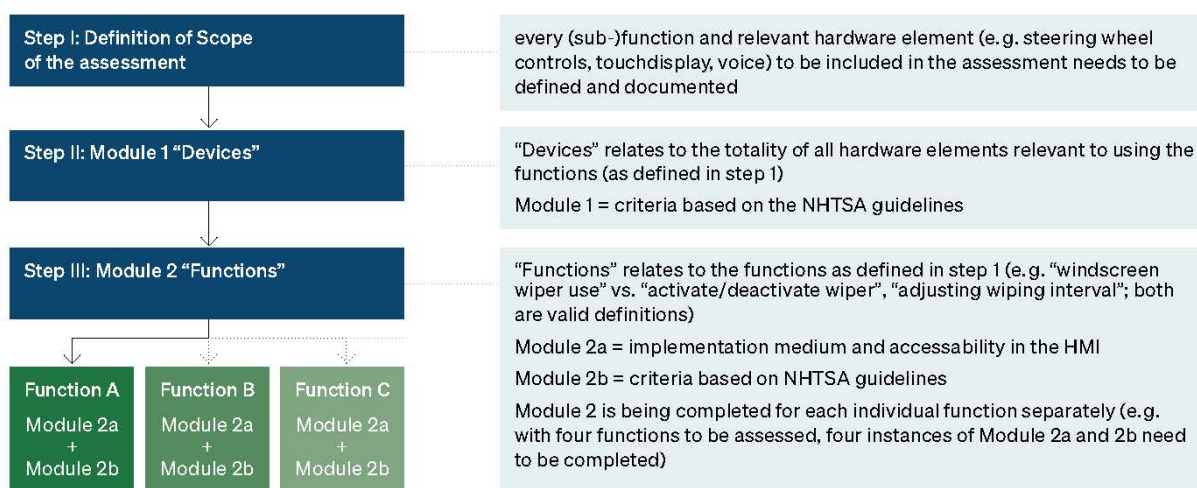 Step I: Definition of Scope
of the assessment
every (sub-)function and relevant hardware element (e.g. steering wheel
controls, touchdisplay, voice) to be included in the assessment needs to be
defined and documented
Step II: Module 1 “Devices”
“Devices” relates to the totality of all hardware elements relevant to using the
functions (as defined in step 1)
Module 1 = criteria based on the NHTSA guidelines
Step III: Module 2 “Functions”
“Functions” relates to the functions as defined in step 1 (e.g. “windscreen
wiper use” vs. “activate/deactivate wiper”, “adjusting wiping interval”; both
are valid definitions)
Module 2a = implementation medium and accessability in the HMI
Module 2b = criteria based on NHTSA guidelines
Module 2 is being completed for each individual function separately (e.g.
with four functions to be assessed, four instances of Module 2a and 2b need
to be completed)
Function A
Module 2a
+
Module 2b
Function B
Module 2a
+
Module 2b
Function C
Module 2a
+
Module 2b